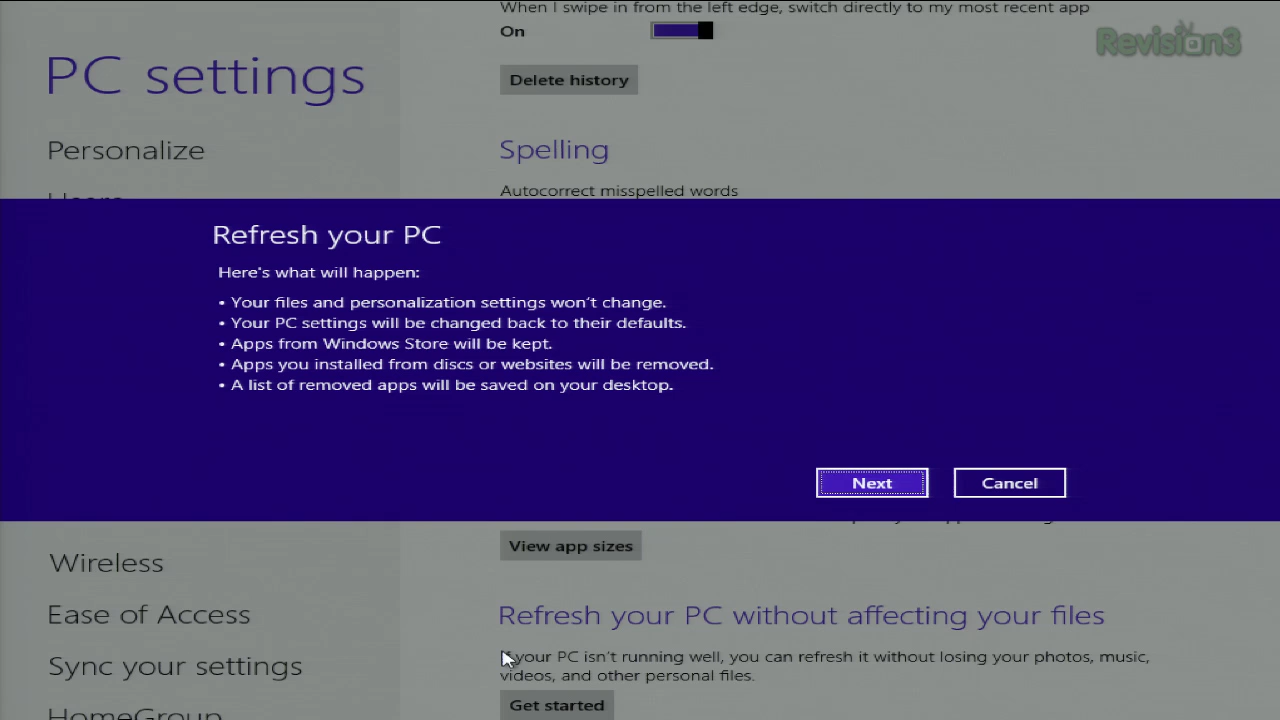 When I swipe in from the left edge, switch directly to my most recent app
On
Revision3
PC settings
Delete history
Personalize
Spelling
Users
Autocorrect misspelled words
Refresh your PC
Here's what will happen:
• Your files and personalization settings won't change.
• Your PC settings will be changed back to their defaults.
• Apps from Windows Store will be kept.
• Apps you installed from discs or websites will be removed.
• A list of removed apps will be saved on your desktop.
Next
Cancel
View app sizes
Wireless
Ease of Access
Refresh your PC without affecting your files
Sync your settings
If your PC isn't running well, you can refresh it without losing your photos, music,
videos, and other personal files.
Get started
HomeGroup